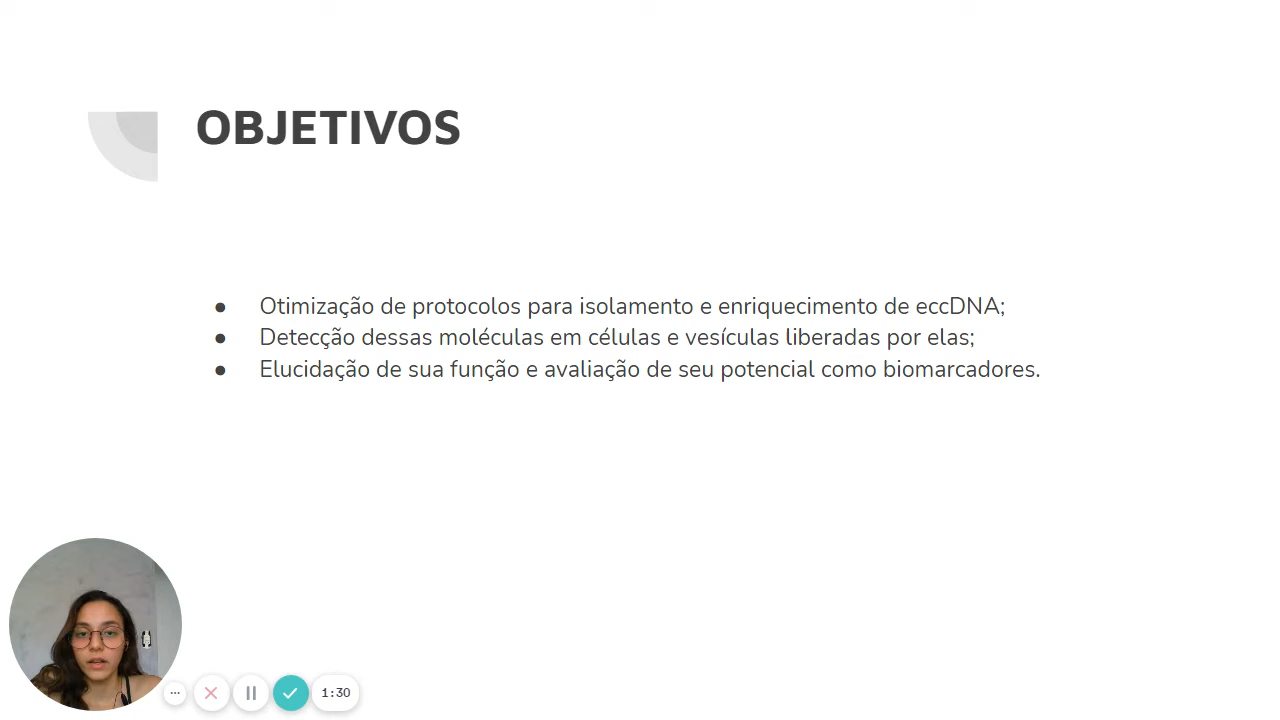 OBJETIVOS
● Otimização de protocolos para isolamento e enriquecimento de eccDNA;
● Detecção dessas moléculas em células e vesículas liberadas por elas;
● Elucidação de sua função e avaliação de seu potencial como biomarcadores.
1:30